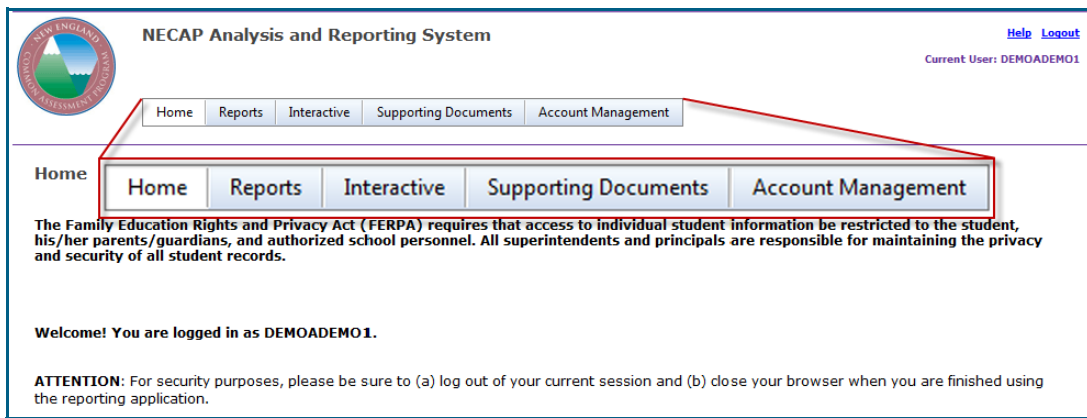 NEW ENGLAND
COMMON ASSESSMENT PROGRAM
NECAP Analysis and Reporting System
Help Logout
Current User: DEMOADEMO1
Home Reports Interactive Supporting Documents Account Management
Home
Home Reports Interactive Supporting Documents Account Management
The Family Education Rights and Privacy Act (FERPA) requires that access to individual student information be restricted to the student,
his/her parents/guardians, and authorized school personnel. All superintendents and principals are responsible for maintaining the privacy
and security of all student records.
Welcome! You are logged in as DEMOADEMO1.
ATTENTION: For security purposes, please be sure to (a) log out of your current session and (b) close your browser when you are finished using
the reporting application.